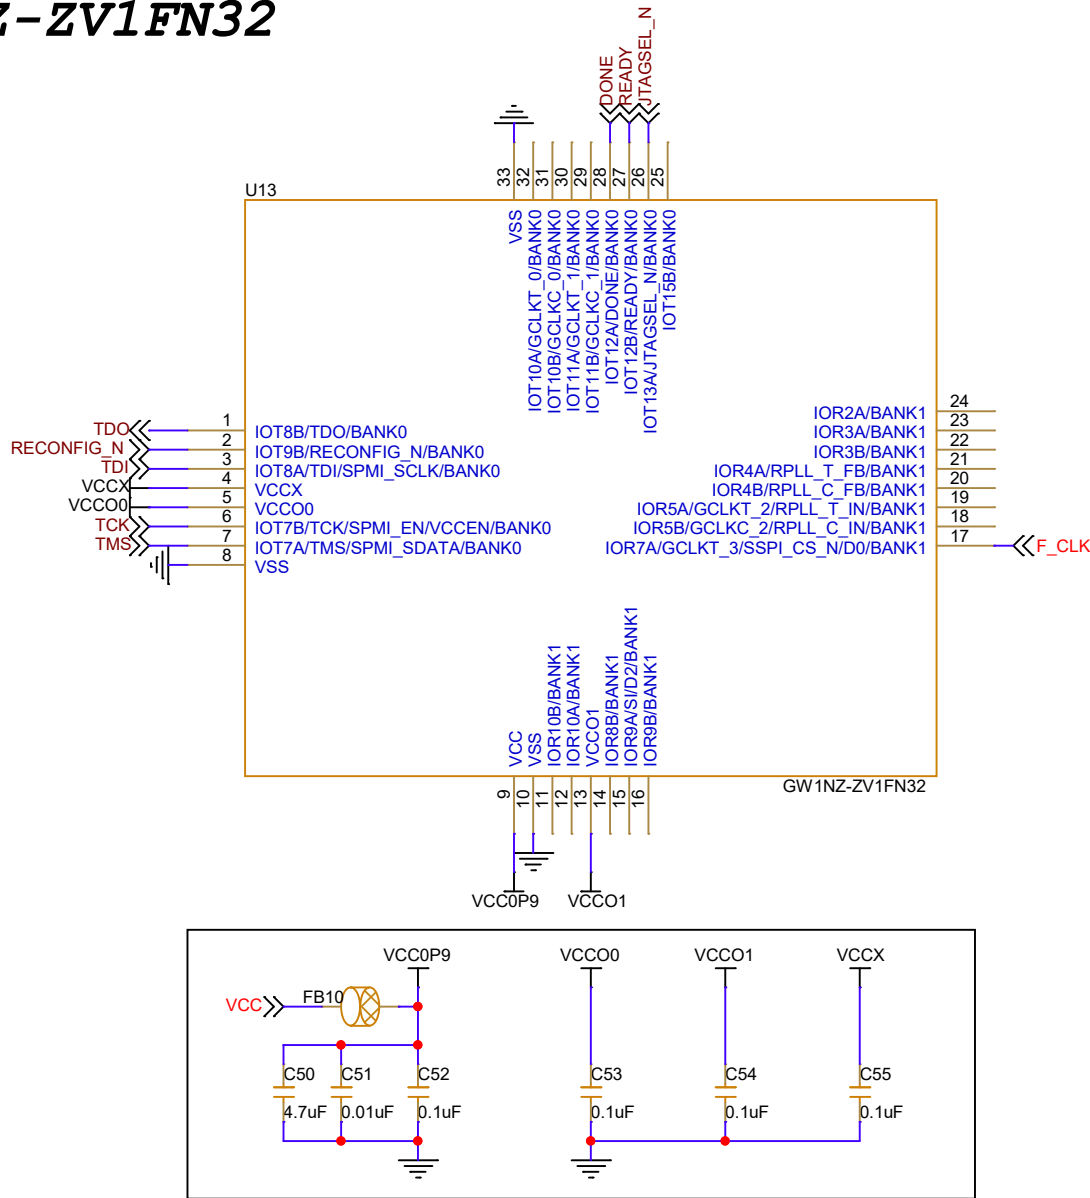 Z-ZV1FN32
DONE
READY
JTAGSEL_N
U13
33
32
31
30
29
28
27
26
25
VSS
IOT10A/GCLKT_0/BANK0
IOT10B/GCLKC_0/BANK0
IOT11A/GCLKT_1/BANK0
IOT11B/GCLKC_1/BANK0
IOT12A/DONE/BANK0
IOT12B/READY/BANK0
IOT13A/JTAGSEL_N/BANK0
IOT15B/BANK0
TDO 1 IOT8B/TDO/BANK0
RECONFIG_N 2 IOT9B/RECONFIG_N/BANK0
TDI 3 IOT8A/TDI/SPMI_SCLK/BANK0
VCCX 4 VCCX
VCCO0 5 VCCO0
TCK 6 IOT7B/TCK/SPMI_EN/VCCEN/BANK0
TMS 7 IOT7A/TMS/SPMI_SDATA/BANK0
8 VSS
IOR2A/BANK1 24
IOR3A/BANK1 23
IOR3B/BANK1 22
IOR4A/RPLL_T_FB/BANK1 21
IOR4B/RPLL_C_FB/BANK1 20
IOR5A/GCLKT_2/RPLL_T_IN/BANK1 19
IOR5B/GCLKC_2/RPLL_C_IN/BANK1 18
IOR7A/GCLKT_3/SSPI_CS_N/D0/BANK1 17 F_CLK
VCC
VSS
IOR10B/BANK1
IOR10A/BANK1
VCCO1
IOR8B/BANK1
IOR9A/SI/D2/BANK1
IOR9B/BANK1
9
10
11
12
13
14
15
16
GW1NZ-ZV1FN32
VCC0P9 VCCO1
VCC0P9 VCCO0 VCCO1 VCCX
VCC FB10
C50 C51 C52 C53 C54 C55
4.7uF 0.01uF 0.1uF 0.1uF 0.1uF 0.1uF